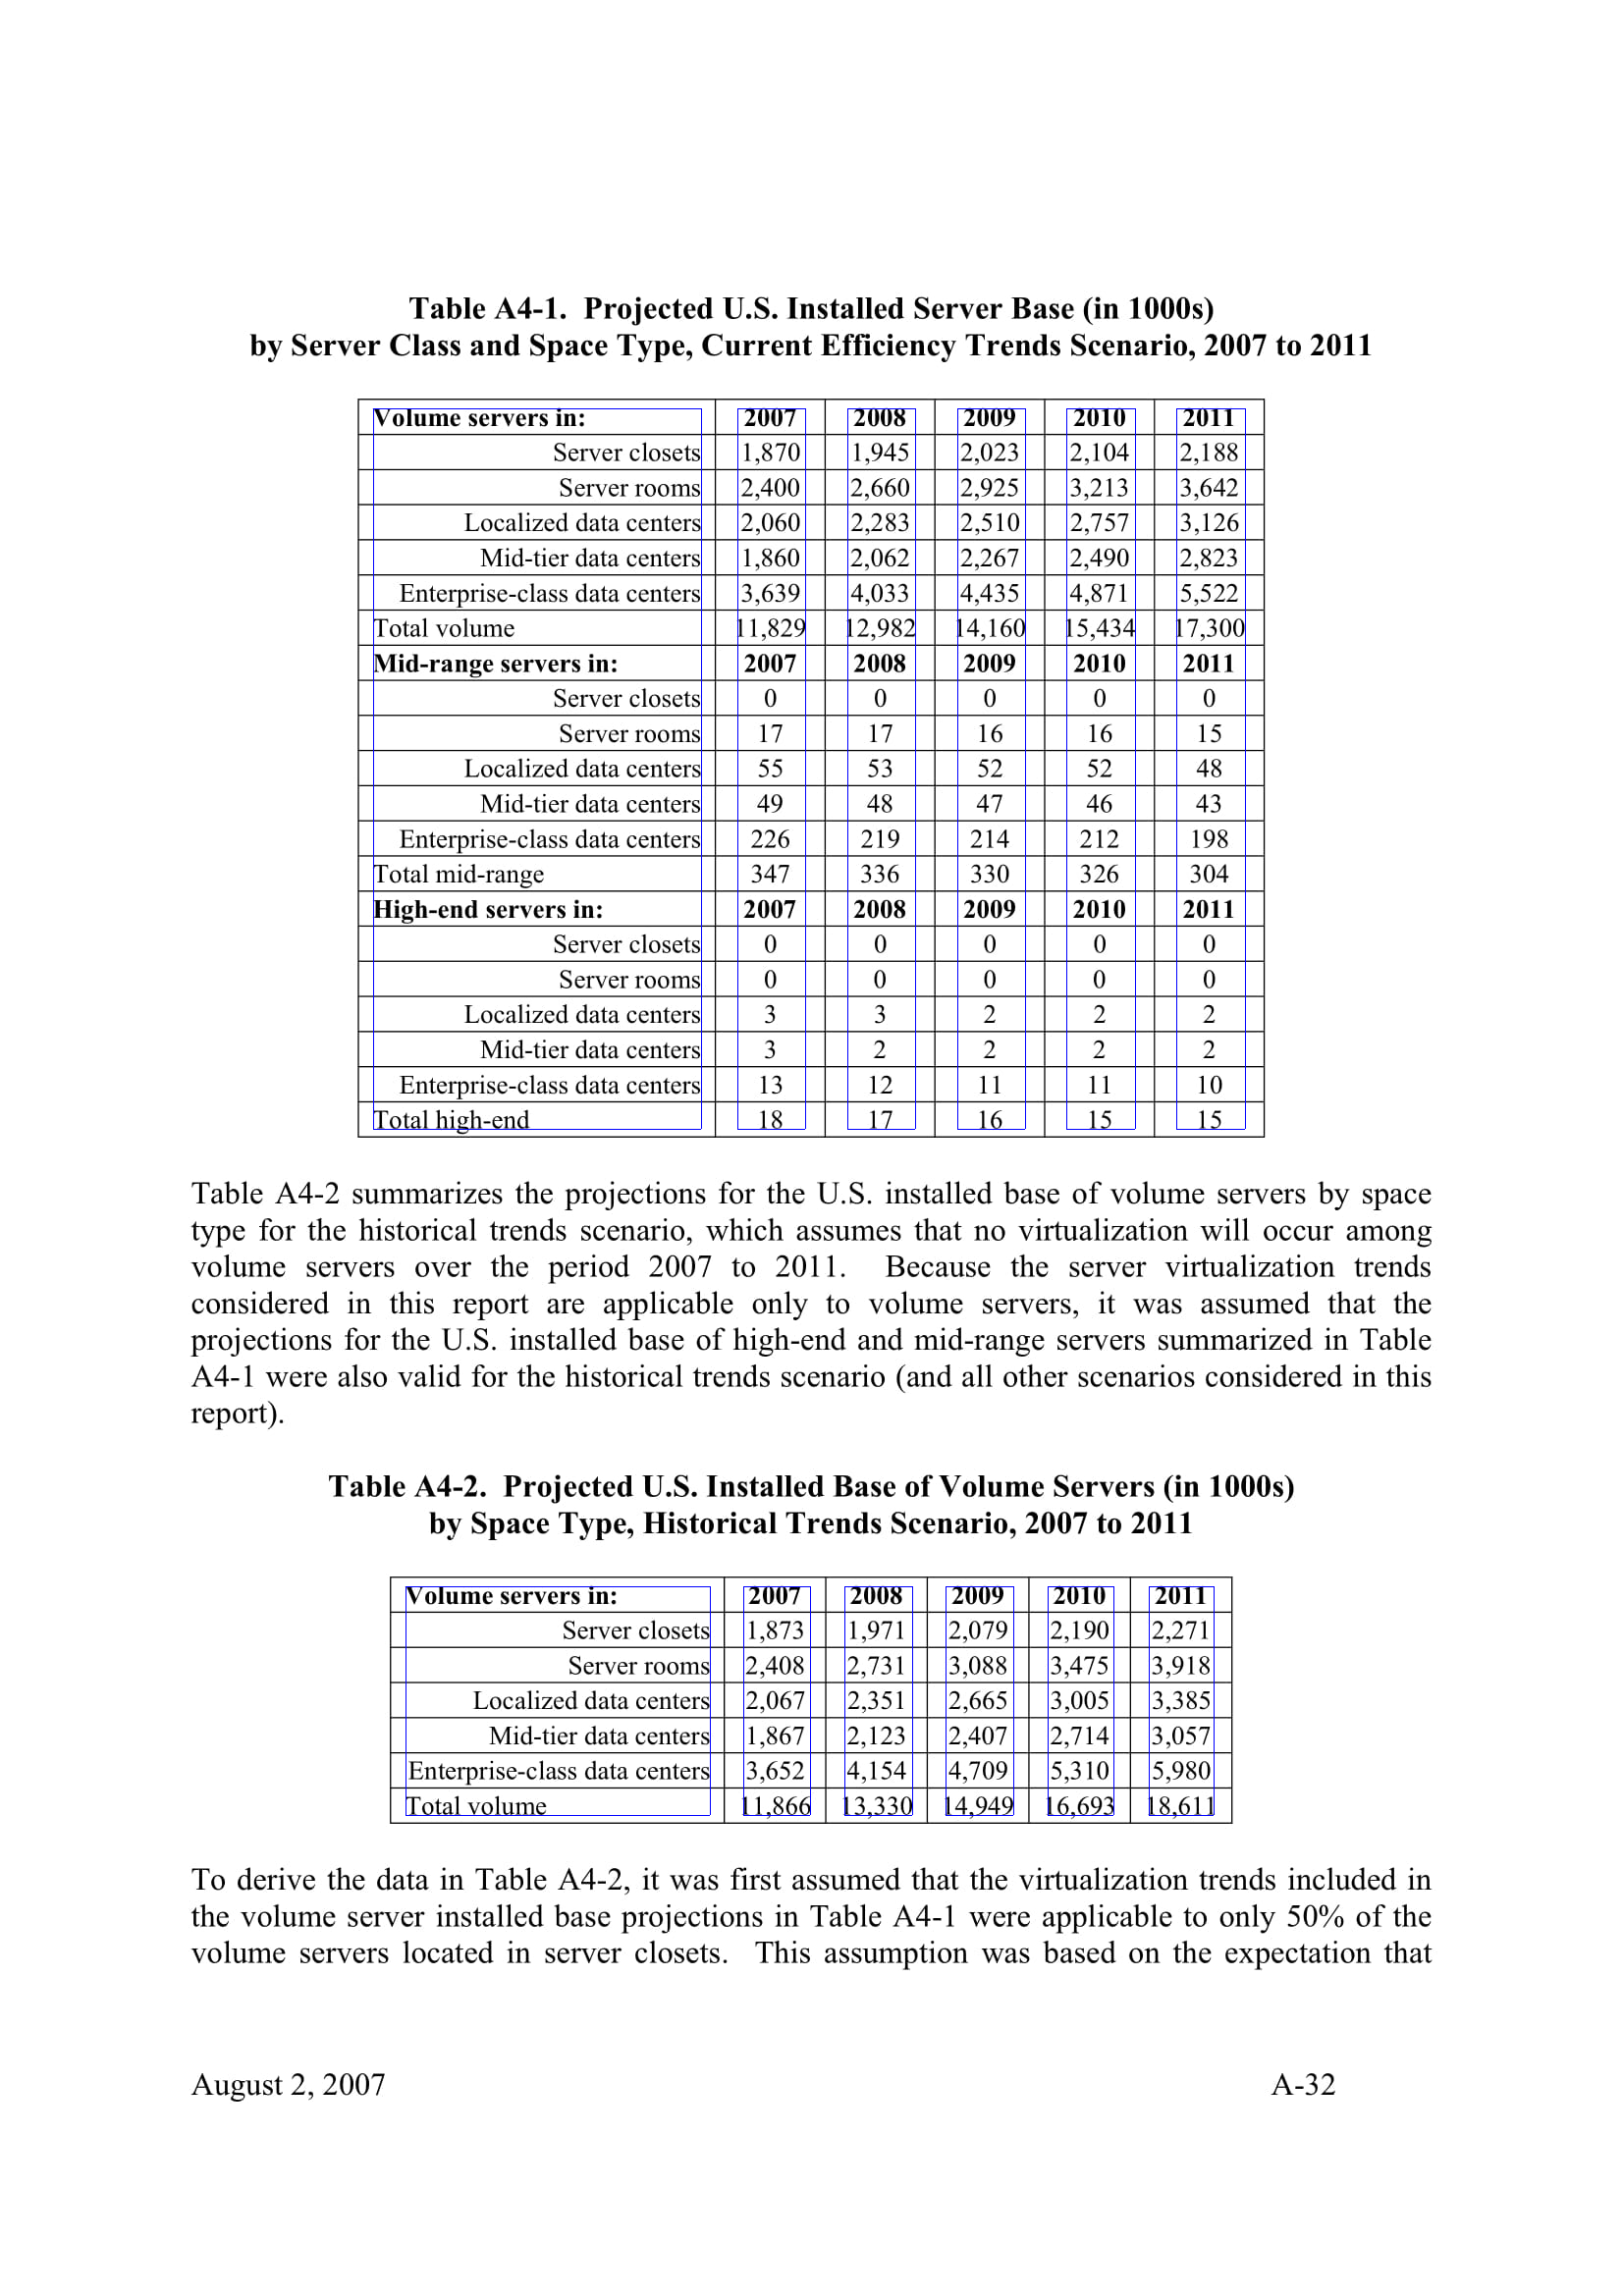 Table A4-1.  Projected U.S. Installed Server Base (in 1000s)
by Server Class and Space Type, Current Efficiency Trends Scenario, 2007 to 2011
Volume servers in: 2007 2008 2009 2010 2011
Server closets 1,870 1,945 2,023 2,104 2,188
Server rooms 2,400 2,660 2,925 3,213 3,642
Localized data centers 2,060 2,283 2,510 2,757 3,126
Mid-tier data centers 1,860 2,062 2,267 2,490 2,823
Enterprise-class data centers 3,639 4,033 4,435 4,871 5,522
Total volume 11,829 12,982 14,160 15,434 17,300
Mid-range servers in: 2007 2008 2009 2010 2011
Server closets 0 0 0 0 0
Server rooms 17 17 16 16 15
Localized data centers 55 53 52 52 48
Mid-tier data centers 49 48 47 46 43
Enterprise-class data centers 226 219 214 212 198
Total mid-range 347 336 330 326 304
High-end servers in: 2007 2008 2009 2010 2011
Server closets 0 0 0 0 0
Server rooms 0 0 0 0 0
Localized data centers 3 3 2 2 2
Mid-tier data centers 3 2 2 2 2
Enterprise-class data centers 13 12 11 11 10
Total high-end 18 17 16 15 15
Table A4-2 summarizes the projections for the U.S. installed base of volume servers by space
type for the historical trends scenario, which assumes that no virtualization will occur among
volume servers over the period 2007 to 2011.  Because the server virtualization trends
considered in this report are applicable only to volume servers, it was assumed that the
projections for the U.S. installed base of high-end and mid-range servers summarized in Table
A4-1 were also valid for the historical trends scenario (and all other scenarios considered in this
report).
Table A4-2.  Projected U.S. Installed Base of Volume Servers (in 1000s)
by Space Type, Historical Trends Scenario, 2007 to 2011
Volume servers in: 2007 2008 2009 2010 2011
Server closets 1,873 1,971 2,079 2,190 2,271
Server rooms 2,408 2,731 3,088 3,475 3,918
Localized data centers 2,067 2,351 2,665 3,005 3,385
Mid-tier data centers 1,867 2,123 2,407 2,714 3,057
Enterprise-class data centers 3,652 4,154 4,709 5,310 5,980
Total volume 11,866 13,330 14,949 16,693 18,611
To derive the data in Table A4-2, it was first assumed that the virtualization trends included in
the volume server installed base projections in Table A4-1 were applicable to only 50% of the
volume servers located in server closets.  This assumption was based on the expectation that
August 2, 2007 A-32